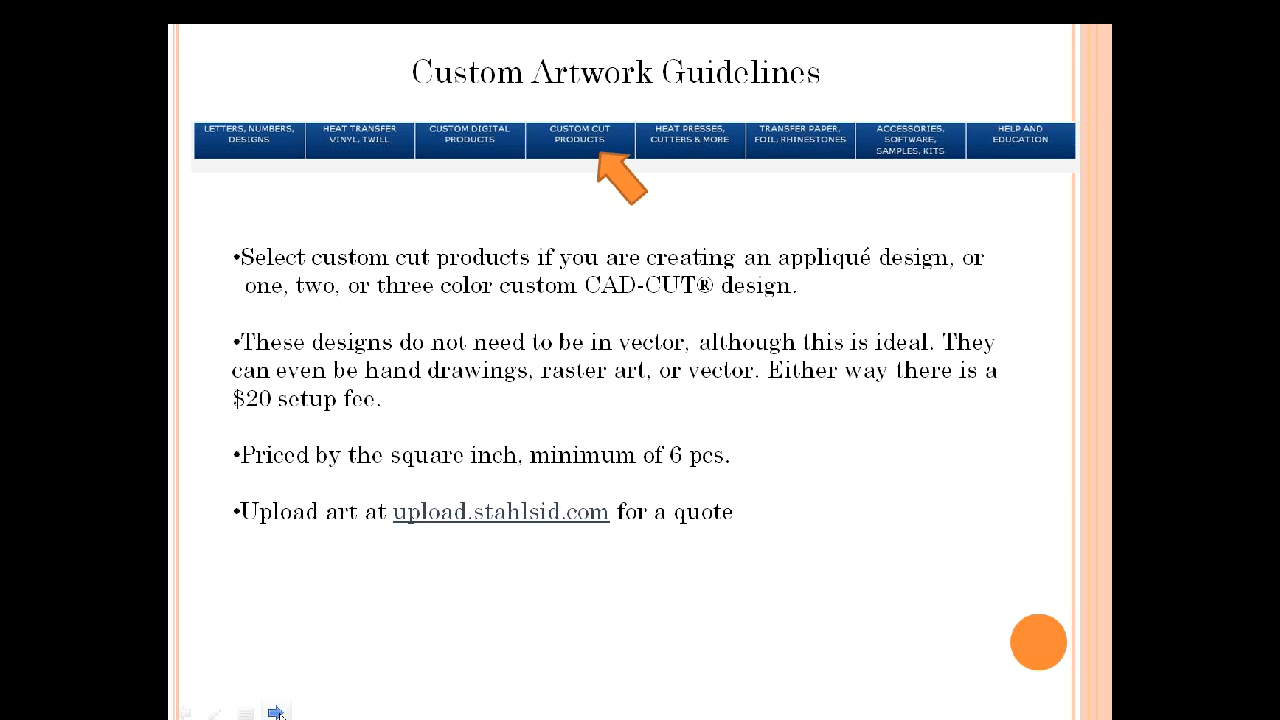 Custom Artwork Guidelines
LETTERS, NUMBERS, DESIGNS
HEAT TRANSFER VINYL, TWILL
CUSTOM DIGITAL PRODUCTS
CUSTOM CUT PRODUCTS
HEAT PRESSES, CUTTERS & MORE
TRANSFER PAPER, FOIL, RHINESTONES
ACCESSORIES, SOFTWARE, SAMPLES, KITS
HELP AND EDUCATION
•Select custom cut products if you are creating an appliqué design, or
one, two, or three color custom CAD-CUT® design.
•These designs do not need to be in vector, although this is ideal. They
can even be hand drawings, raster art, or vector. Either way there is a
$20 setup fee.
•Priced by the square inch, minimum of 6 pcs.
•Upload art at upload.stahlsid.com for a quote